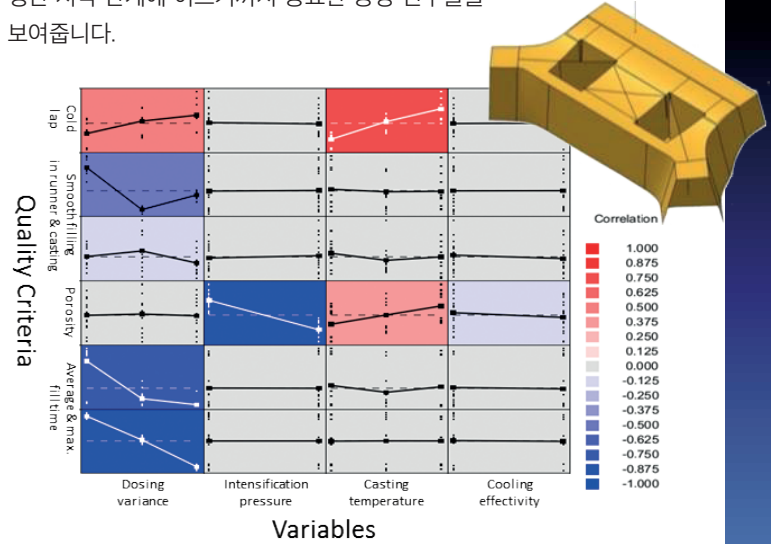 보여줍니다.
Quality Criteria
Cold
lap
Smooth filling
in runner & casting
Porosity
Average & max.
fill time
Dosing
variance
Intensification
pressure
Casting
temperature
Cooling
effectivity
Variables
Correlation
1.000
0.875
0.750
0.625
0.500
0.375
0.250
0.125
0.000
-0.125
-0.250
-0.375
-0.500
-0.625
-0.750
-0.875
-1.000